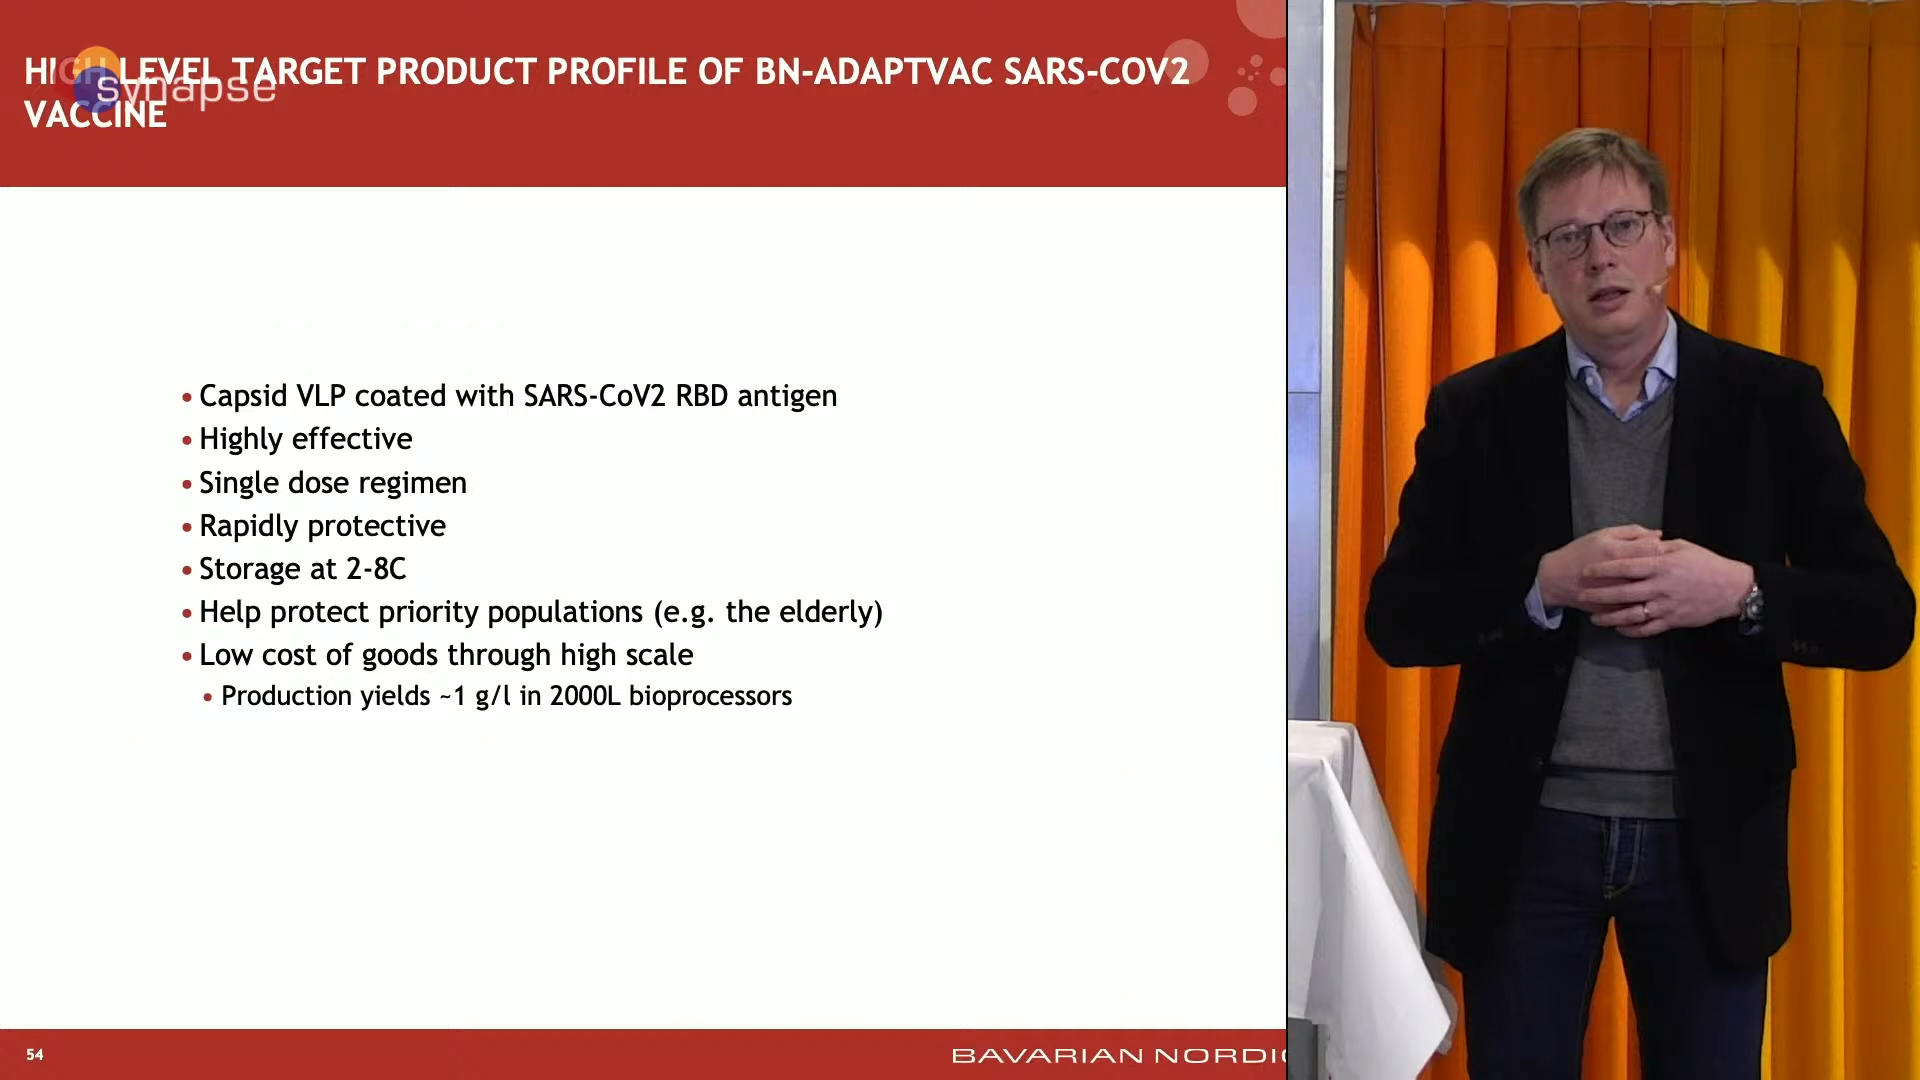 HIGH LEVEL TARGET PRODUCT PROFILE OF BN-ADAPTVAC SARS-COV2
VACCINE
synapse
• Capsid VLP coated with SARS-CoV2 RBD antigen
• Highly effective
• Single dose regimen
• Rapidly protective
• Storage at 2-8C
• Help protect priority populations (e.g. the elderly)
• Low cost of goods through high scale
• Production yields ~1 g/l in 2000L bioprocessors
54
BAVARIAN NORDIC